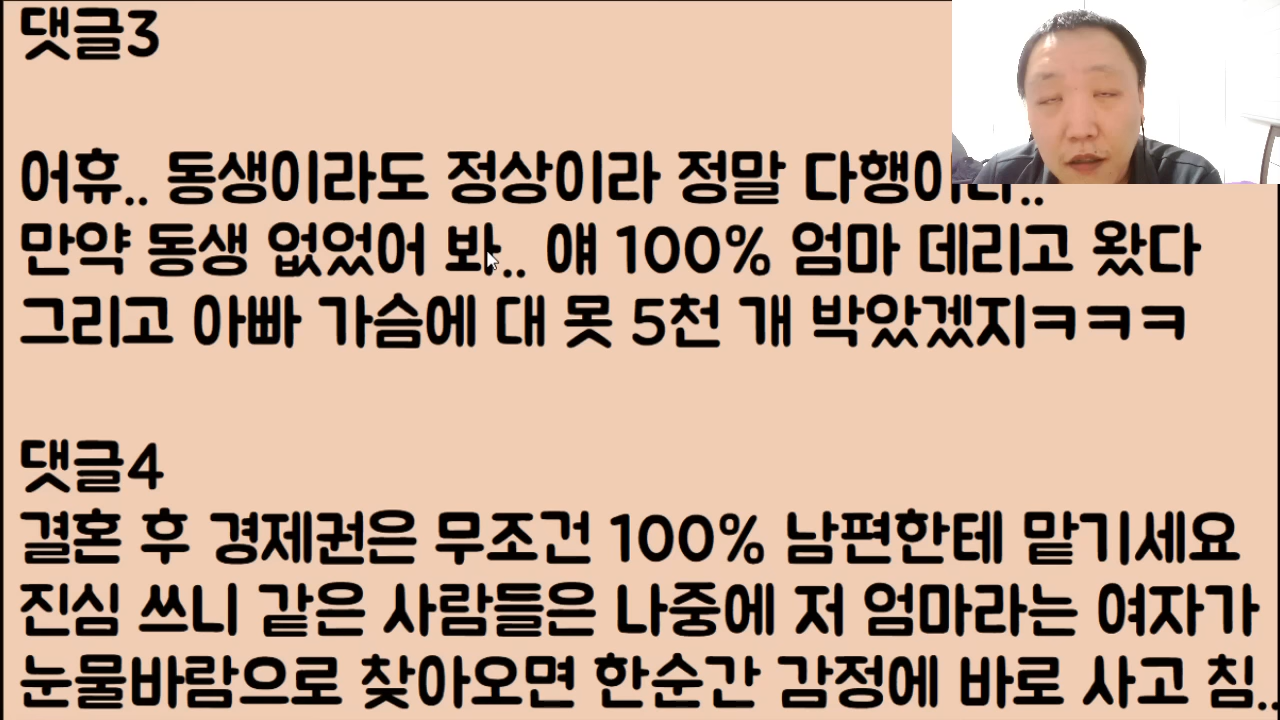 댓글3
어휴.. 동생이라도 정상이라 정말 다행이다..
만약 동생 없었어 봐.. 얘 100% 엄마 데리고 왔다
그리고 아빠 가슴에 대 못 5천 개 박았겠지ㅋㅋㅋ
댓글4
결혼 후 경제권은 무조건 100% 남편한테 맡기세요
진심 쓰니 같은 사람들은 나중에 저 엄마라는 여자가
눈물바람으로 찾아오면 한순간 감정에 바로 사고 침..